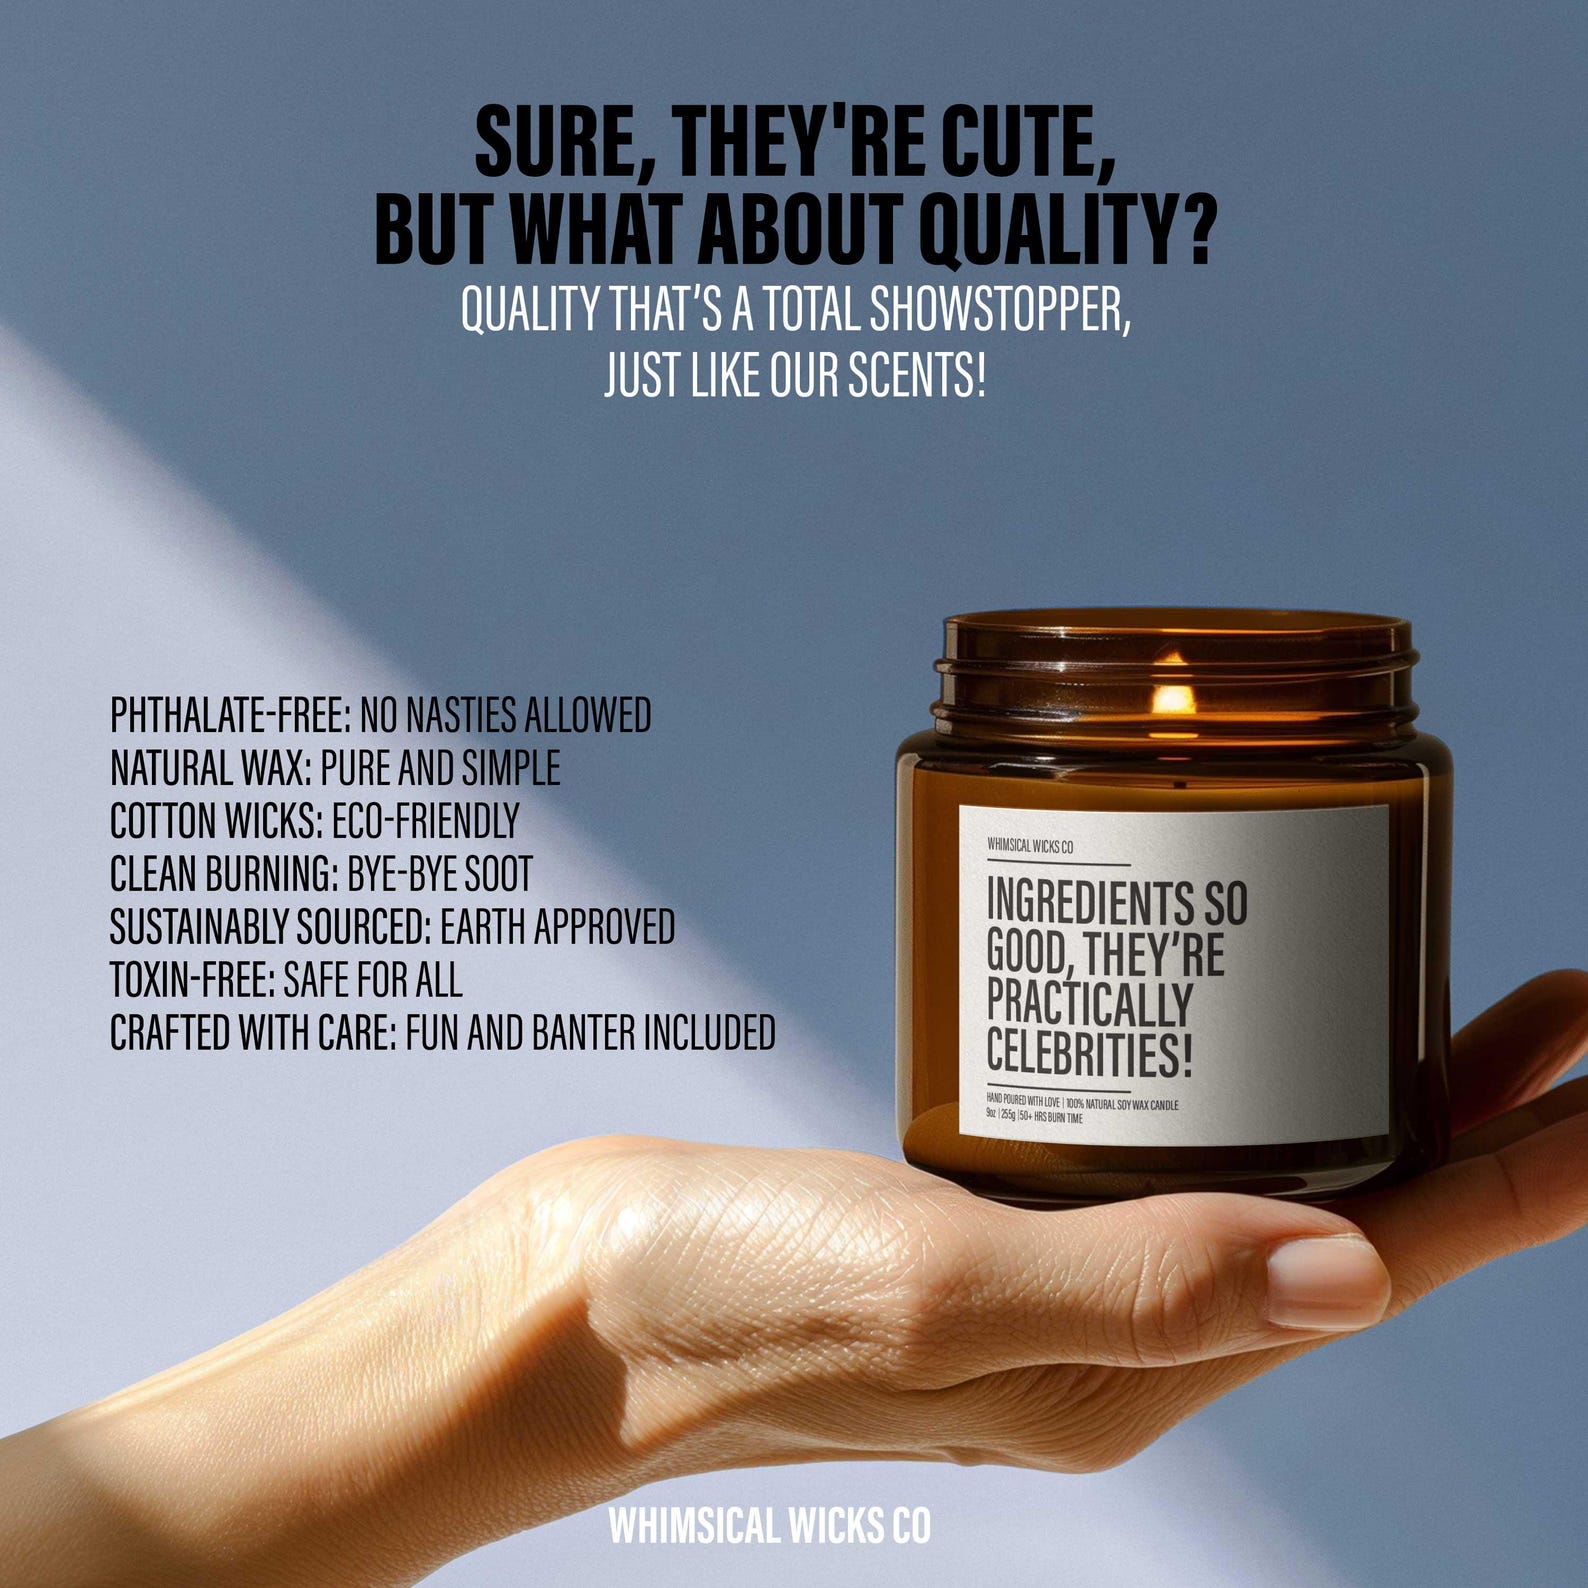 SURE, THEY'RE CUTE,
BUT WHAT ABOUT QUALITY?
QUALITY THAT’S A TOTAL SHOWSTOPPER,
JUST LIKE OUR SCENTS!
PHTHALATE-FREE: NO NASTIES ALLOWED
NATURAL WAX: PURE AND SIMPLE
COTTON WICKS: ECO-FRIENDLY
CLEAN BURNING: BYE-BYE SOOT
SUSTAINABLY SOURCED: EARTH APPROVED
TOXIN-FREE: SAFE FOR ALL
CRAFTED WITH CARE: FUN AND BANTER INCLUDED
WHIMSICAL WICKS CO
INGREDIENTS SO
GOOD, THEY’RE
PRACTICALLY
CELEBRITIES!
HAND POURED WITH LOVE | 100% NATURAL SOY WAX CANDLE
9oz | 255g | 50+ HRS BURN TIME
WHIMSICAL WICKS CO